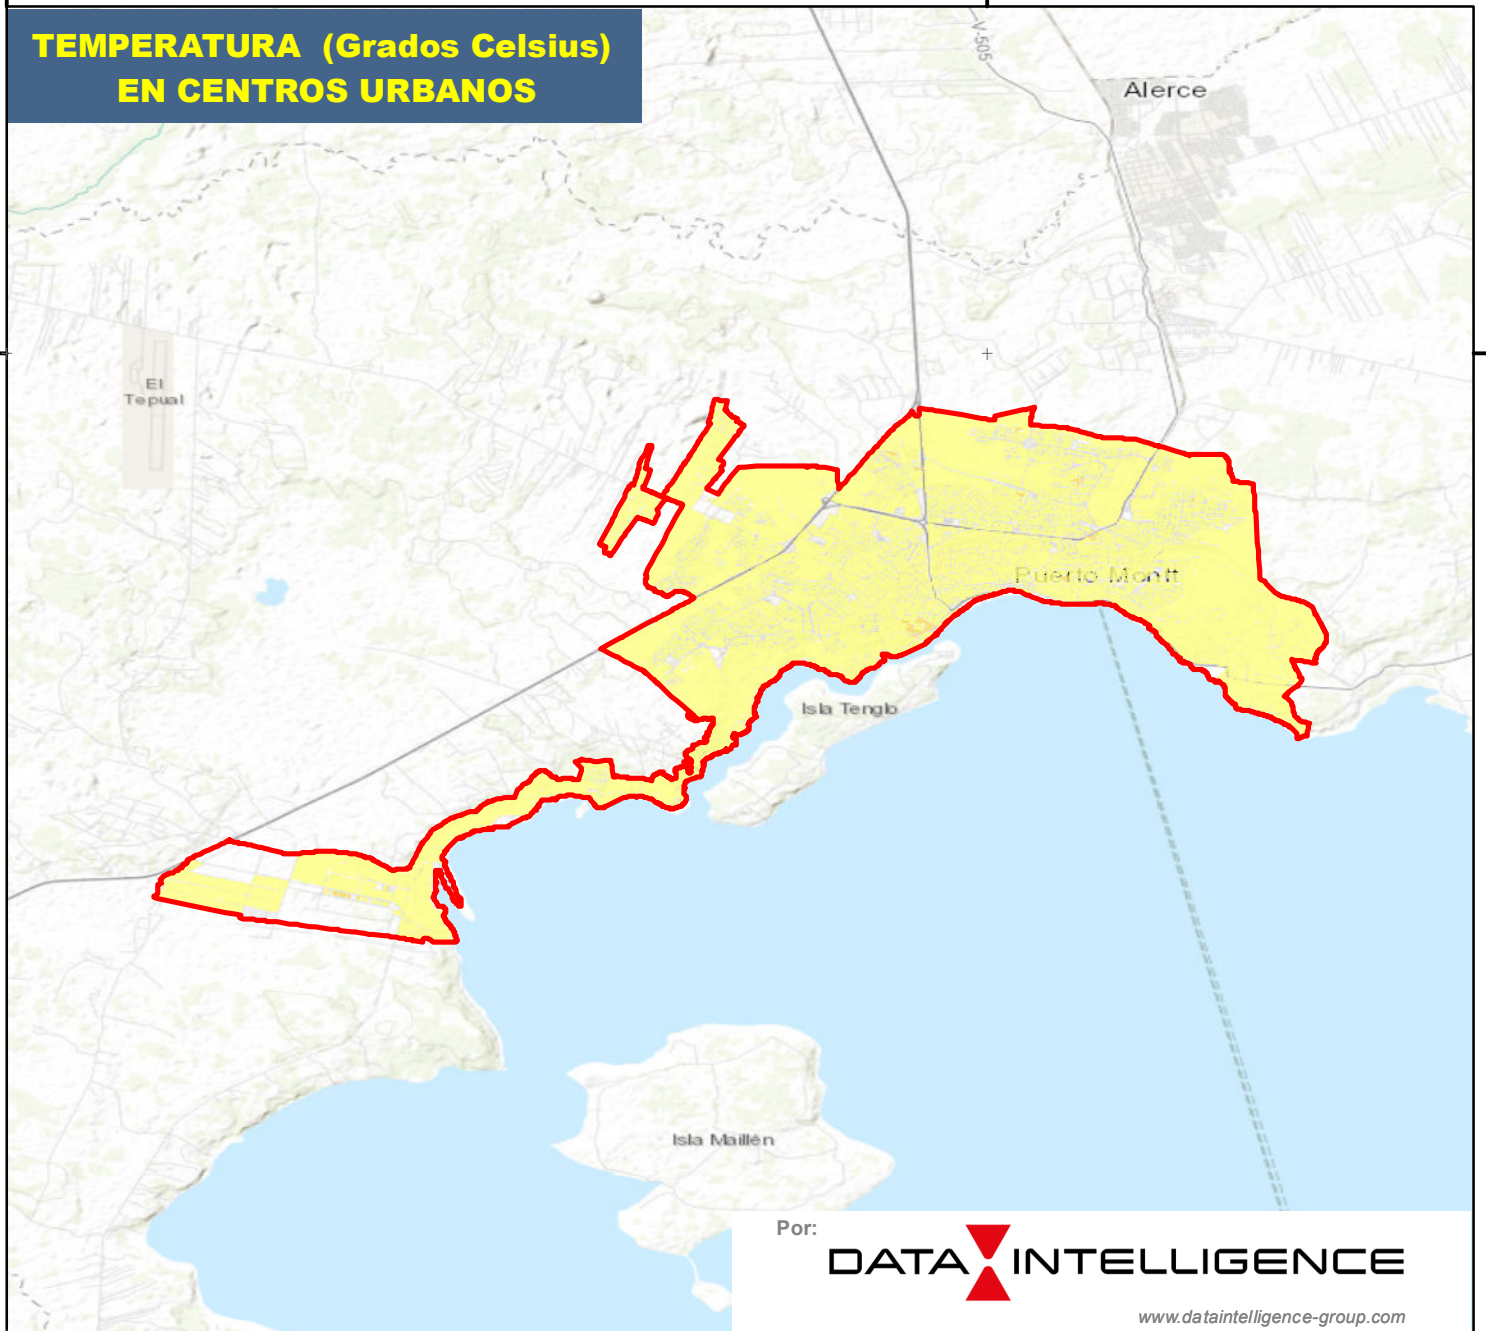 TEMPERATURA (Grados Celsius)
EN CENTROS URBANOS
V-505
Alerce
El
Tepual
Puerto Montt
Isla Tenglo
Isla Maillén
Por:
DATA INTELLIGENCE
www.dataintelligence-group.com